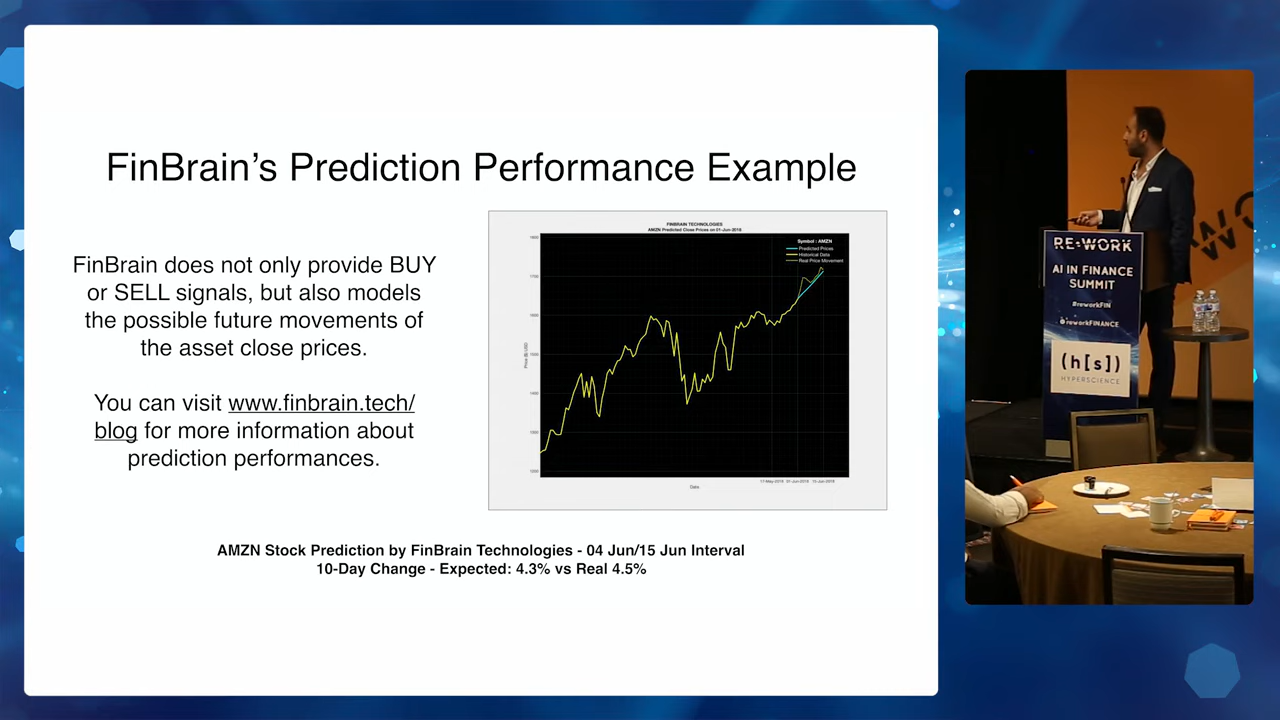 FinBrain’s Prediction Performance Example
FinBrain does not only provide BUY
or SELL signals, but also models
the possible future movements of
the asset close prices.
You can visit www.finbrain.tech/
blog for more information about
prediction performances.
FINBRAIN TECHNOLOGIES
AMZN Predicted Close Prices on 01-Jun-2018
Symbol : AMZN
Predicted Prices
Historical Data
Real Price Movement
Date
AMZN Stock Prediction by FinBrain Technologies - 04 Jun/15 Jun Interval
10-Day Change - Expected: 4.3% vs Real 4.5%
RE•WORK
AI IN FINANCE
SUMMIT
#reworkFIN
@reworkFINANCE
(h[s])
HYPERSCIENCE